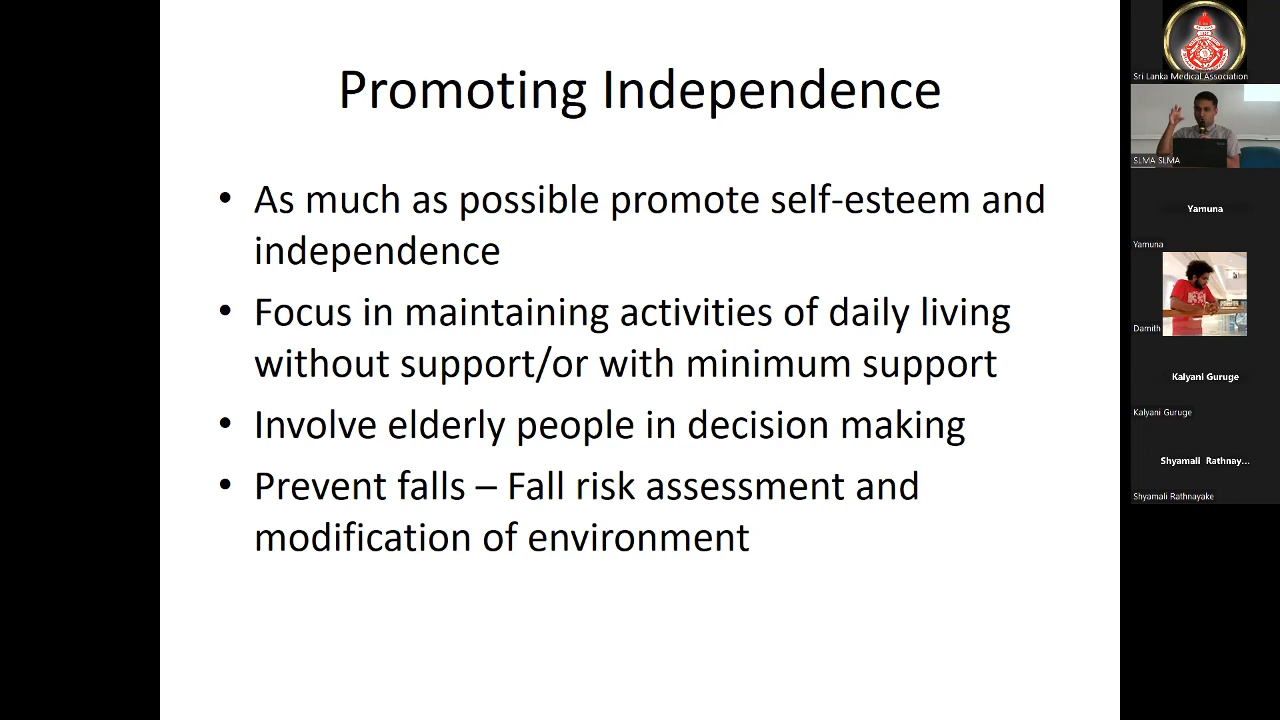 Promoting Independence
• As much as possible promote self-esteem and
independence
• Focus in maintaining activities of daily living
without support/or with minimum support
• Involve elderly people in decision making
• Prevent falls – Fall risk assessment and
modification of environment
Sri Lanka Medical Association
SLMA SLMA
Yamuna
Yamuna
Damith
Kalyani Guruge
Kalyani Guruge
Shyamali Rathnay...
Shyamali Rathnayake